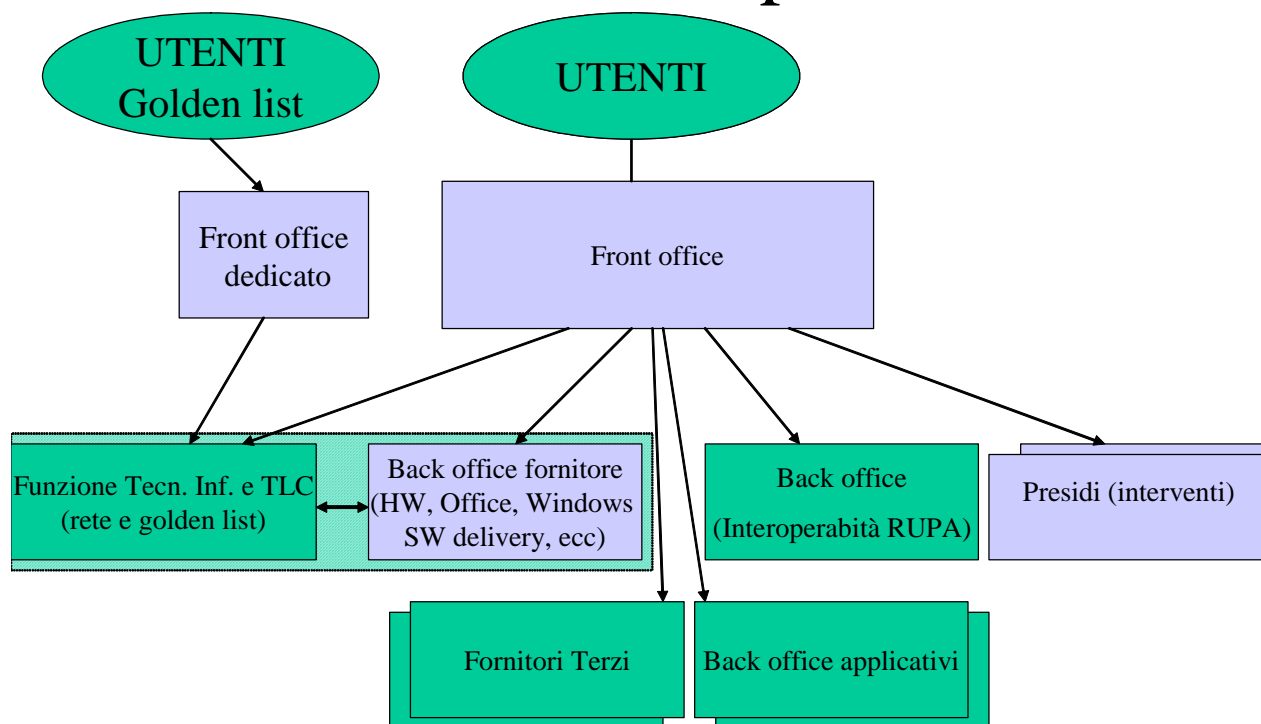 UTENTI
Golden list
UTENTI
Front office
dedicato
Front office
Funzione Tecn. Inf. e TLC
(rete e golden list)
Back office fornitore
(HW, Office, Windows
SW delivery, ecc)
Back office
(Interoperabità RUPA)
Presidi (interventi)
Fornitori Terzi
Back office applicativi